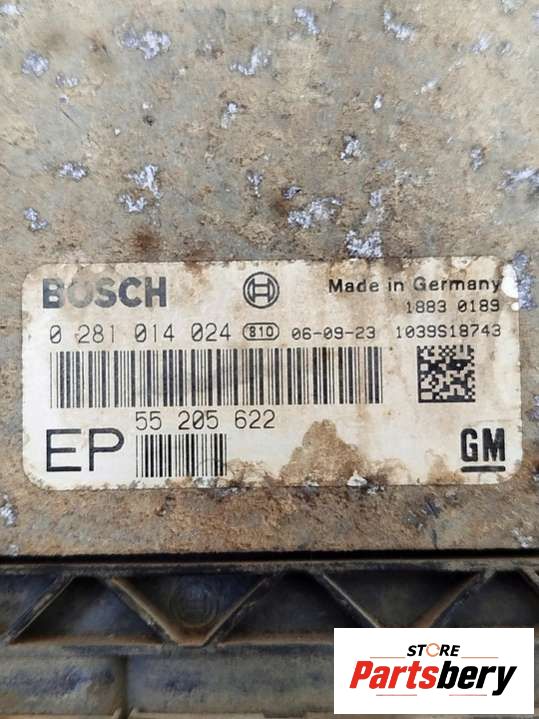 BOSCH Made in Germany
1883 0189
0 281 014 024 S10 06-09-23 1039S18743
55 205 622
EP
GM
STORE
Partsbery